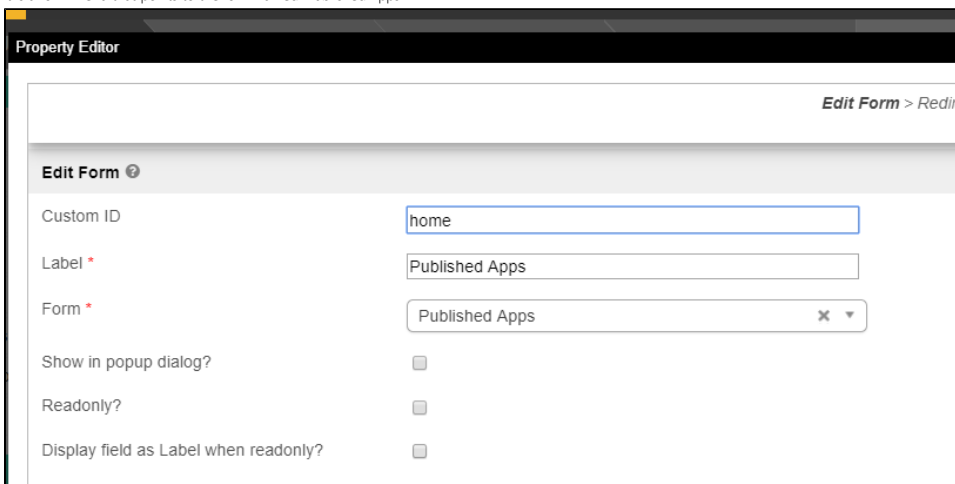 Property Editor
Edit Form > Redir
Edit Form
Custom ID
home
Label *
Published Apps
Form *
Published Apps
Show in popup dialog?
Readonly?
Display field as Label when readonly?